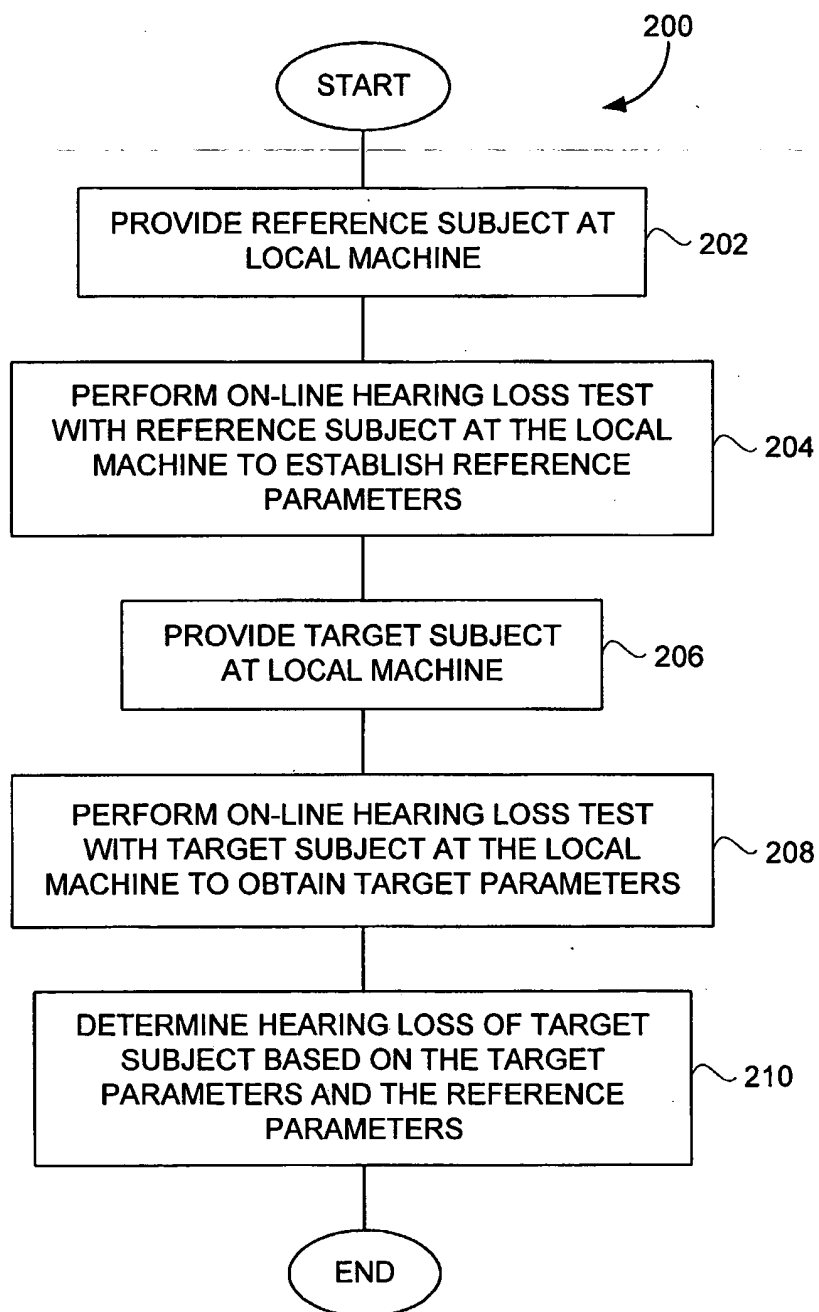 200
START
PROVIDE REFERENCE SUBJECT AT
LOCAL MACHINE
202
PERFORM ON-LINE HEARING LOSS TEST
WITH REFERENCE SUBJECT AT THE LOCAL
MACHINE TO ESTABLISH REFERENCE
PARAMETERS
204
PROVIDE TARGET SUBJECT
AT LOCAL MACHINE
206
PERFORM ON-LINE HEARING LOSS TEST
WITH TARGET SUBJECT AT THE LOCAL
MACHINE TO OBTAIN TARGET PARAMETERS
208
DETERMINE HEARING LOSS OF TARGET
SUBJECT BASED ON THE TARGET
PARAMETERS AND THE REFERENCE
PARAMETERS
210
END